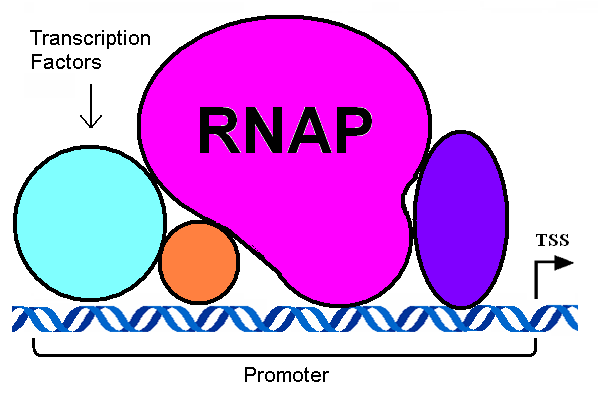 Transcription
Factors
RNAP
TSS
Promoter